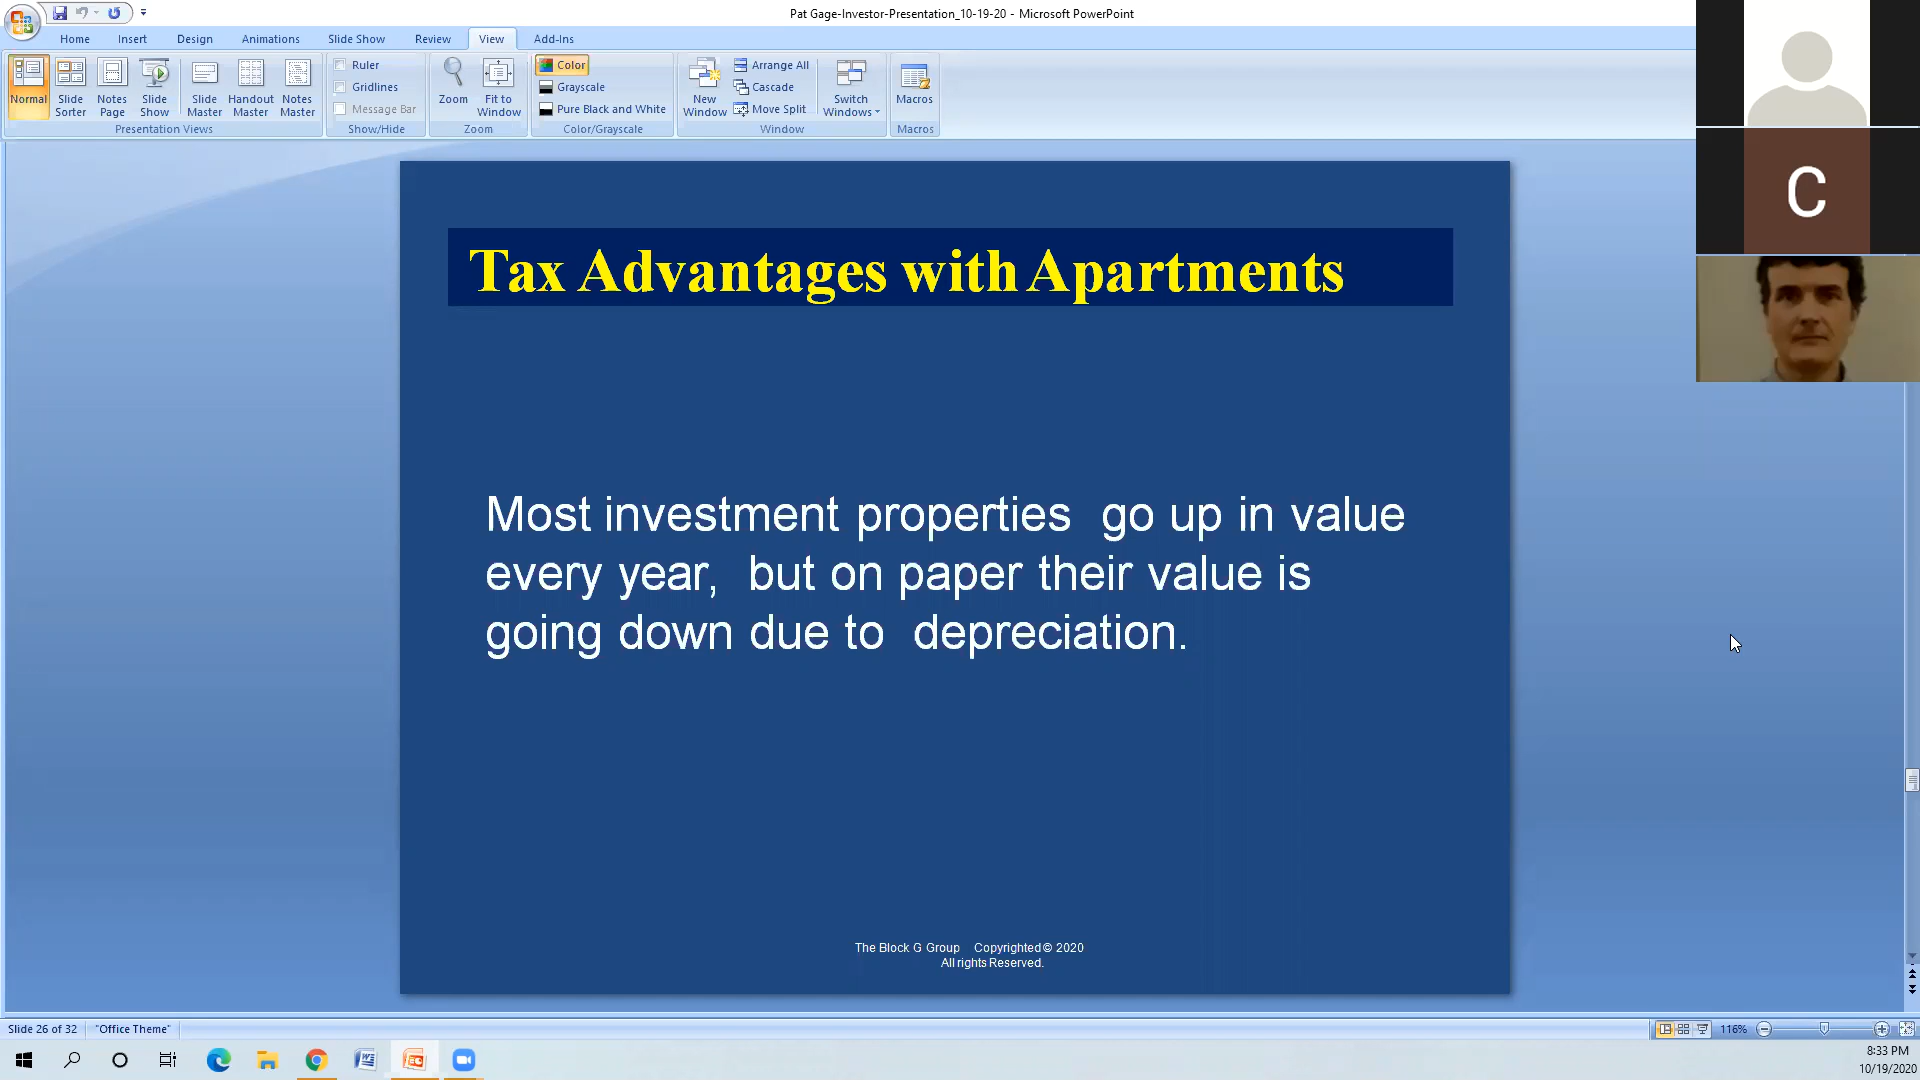 Pat Gage-Investor-Presentation_10-19-20 - Microsoft PowerPoint
Home Insert Design Animations Slide Show Review View Add-Ins
Normal
Slide Sorter
Notes Page
Slide Show
Slide Master
Handout Master
Notes Master
Presentation Views
Ruler
Gridlines
Message Bar
Show/Hide
Zoom
Fit to Window
Zoom
Color
Grayscale
Pure Black and White
Color/Grayscale
New Window
Arrange All
Cascade
Move Split
Switch Windows
Window
Macros
Macros
C
Tax Advantages with Apartments
Most investment properties go up in value
every year, but on paper their value is
going down due to depreciation.
The Block G Group Copyrighted © 2020
All rights Reserved.
Slide 26 of 32 "Office Theme" 116%
8:33 PM
10/19/2020